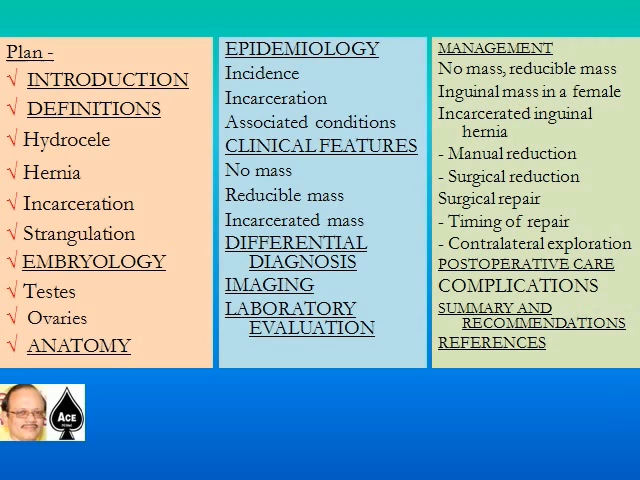 Plan -
√ INTRODUCTION
√ DEFINITIONS
√ Hydrocele
√ Hernia
√ Incarceration
√ Strangulation
√ EMBRYOLOGY
√ Testes
√ Ovaries
√ ANATOMY
EPIDEMIOLOGY
Incidence
Incarceration
Associated conditions
CLINICAL FEATURES
No mass
Reducible mass
Incarcerated mass
DIFFERENTIAL
DIAGNOSIS
IMAGING
LABORATORY
EVALUATION
MANAGEMENT
No mass, reducible mass
Inguinal mass in a female
Incarcerated inguinal
hernia
- Manual reduction
- Surgical reduction
Surgical repair
- Timing of repair
- Contralateral exploration
POSTOPERATIVE CARE
COMPLICATIONS
SUMMARY AND
RECOMMENDATIONS
REFERENCES
ACE